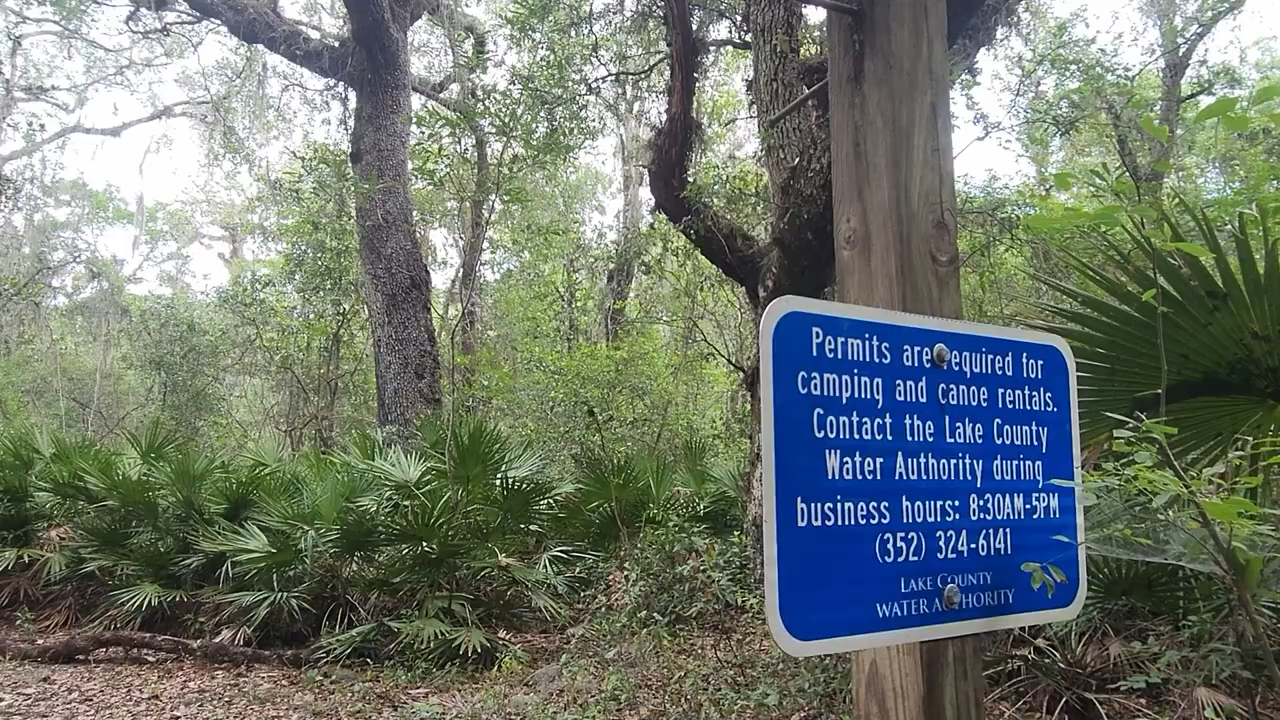 Permits are required for
camping and canoe rentals.
Contact the Lake County
Water Authority during
business hours: 8:30AM-5PM
(352) 324-6141
LAKE COUNTY
WATER AUTHORITY